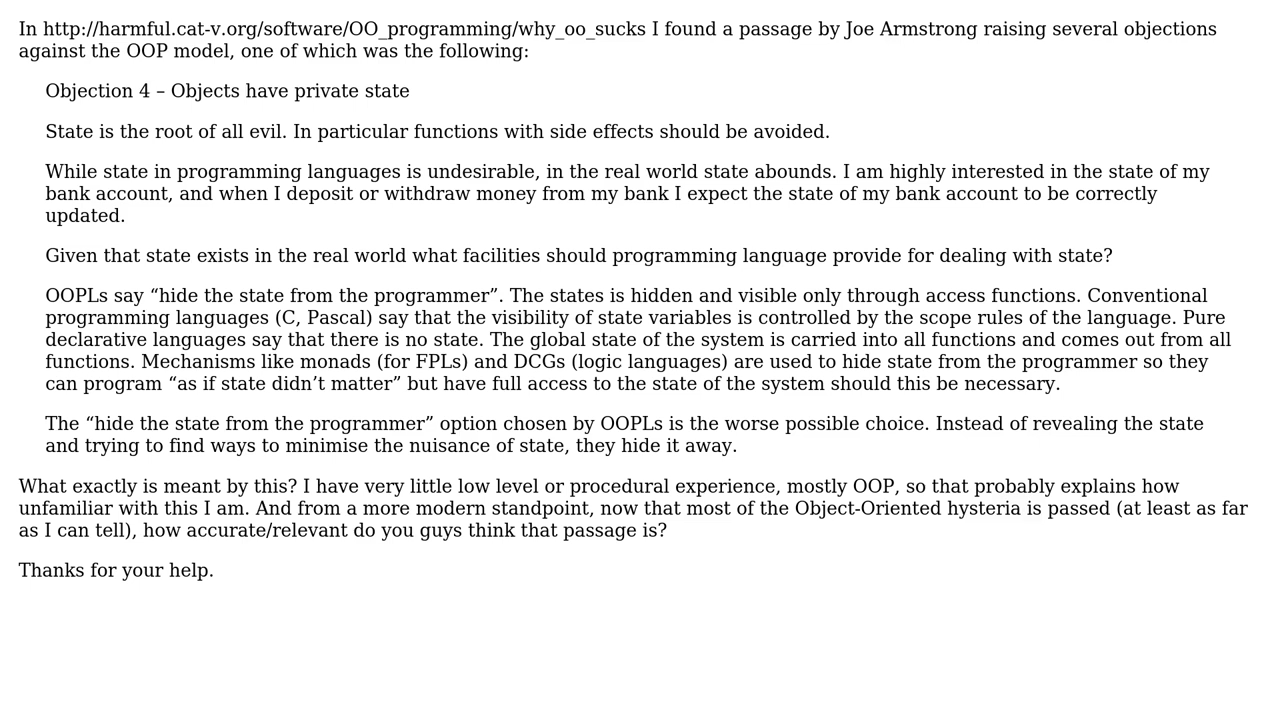 In http://harmful.cat-v.org/software/OO_programming/why_oo_sucks I found a passage by Joe Armstrong raising several objections
against the OOP model, one of which was the following:
Objection 4 – Objects have private state
State is the root of all evil. In particular functions with side effects should be avoided.
While state in programming languages is undesirable, in the real world state abounds. I am highly interested in the state of my
bank account, and when I deposit or withdraw money from my bank I expect the state of my bank account to be correctly
updated.
Given that state exists in the real world what facilities should programming language provide for dealing with state?
OOPLs say “hide the state from the programmer”. The states is hidden and visible only through access functions. Conventional
programming languages (C, Pascal) say that the visibility of state variables is controlled by the scope rules of the language. Pure
declarative languages say that there is no state. The global state of the system is carried into all functions and comes out from all
functions. Mechanisms like monads (for FPLs) and DCGs (logic languages) are used to hide state from the programmer so they
can program “as if state didn’t matter” but have full access to the state of the system should this be necessary.
The “hide the state from the programmer” option chosen by OOPLs is the worse possible choice. Instead of revealing the state
and trying to find ways to minimise the nuisance of state, they hide it away.
What exactly is meant by this? I have very little low level or procedural experience, mostly OOP, so that probably explains how
unfamiliar with this I am. And from a more modern standpoint, now that most of the Object-Oriented hysteria is passed (at least as far
as I can tell), how accurate/relevant do you guys think that passage is?
Thanks for your help.